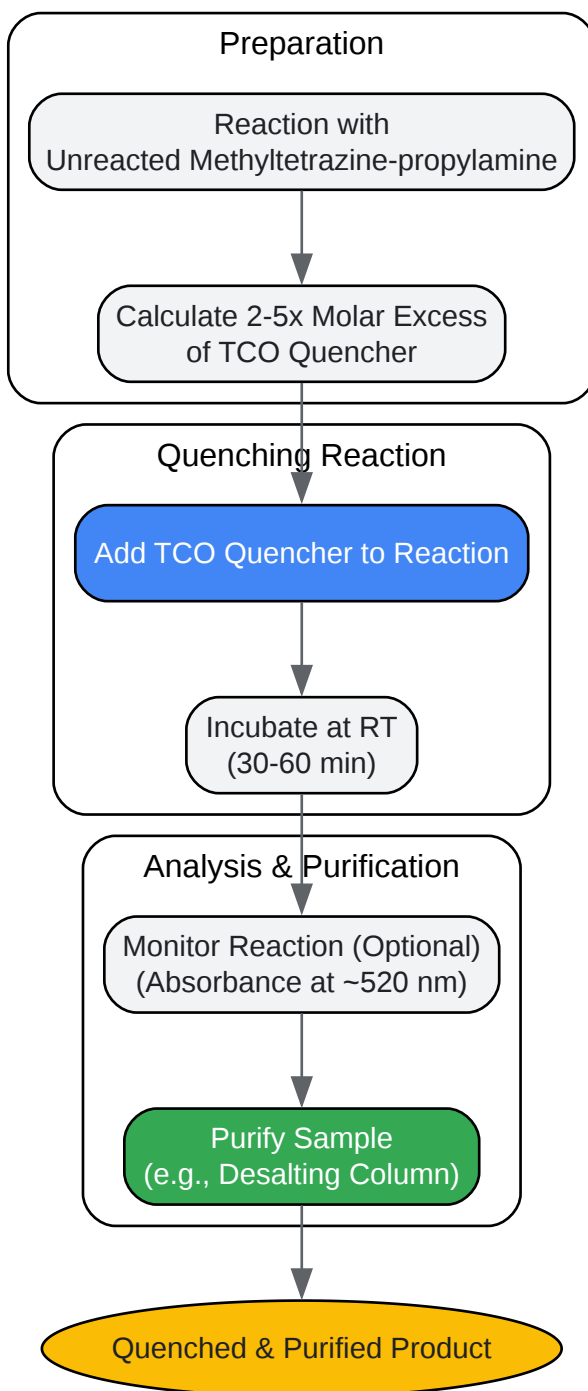 Preparation
Reaction with
Unreacted Methyltetrazine-propylamine
Calculate 2-5x Molar Excess
of TCO Quencher
Quenching Reaction
Add TCO Quencher to Reaction
Incubate at RT
(30-60 min)
Analysis & Purification
Monitor Reaction (Optional)
(Absorbance at ~520 nm)
Purify Sample
(e.g., Desalting Column)
Quenched & Purified Product